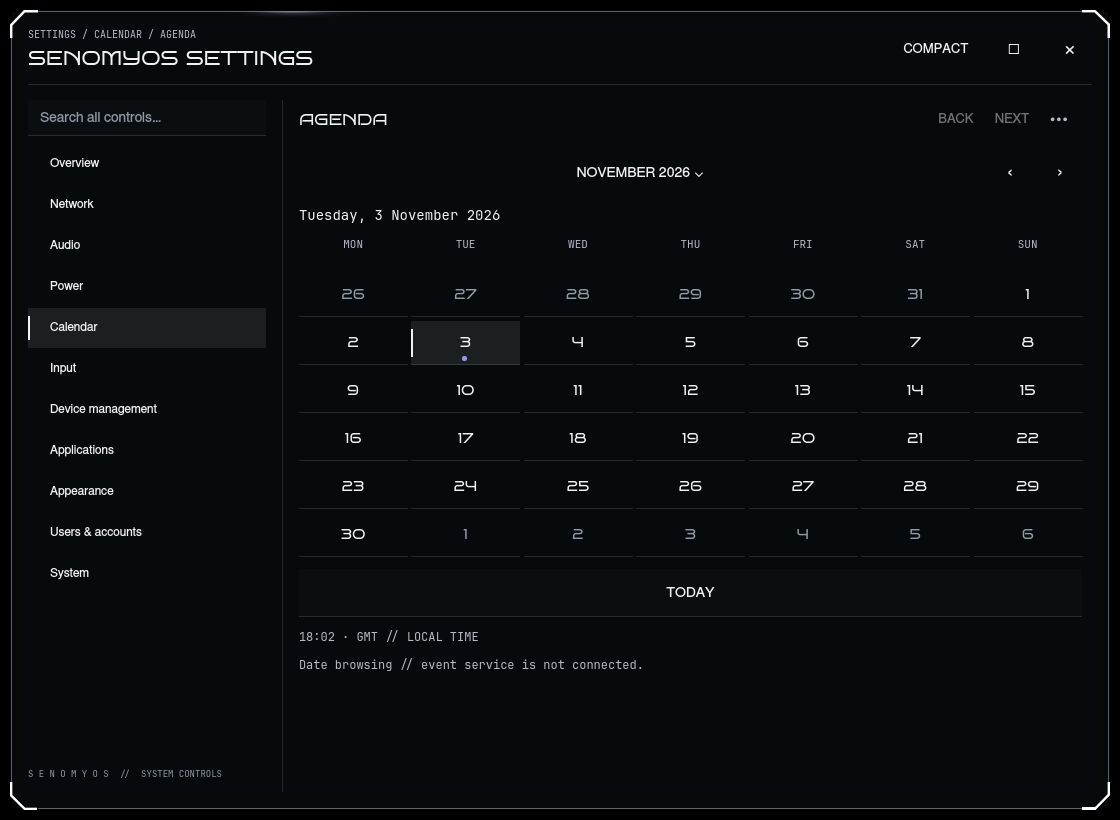 SETTINGS / CALENDAR / AGENDA
SENOMYOS SETTINGS
COMPACT
Search all controls...
Overview
Network
Audio
Power
Calendar
Input
Device management
Applications
Appearance
Users & accounts
System
SENOMYOS // SYSTEM CONTROLS
AGENDA
BACK NEXT
NOVEMBER 2026
Tuesday, 3 November 2026
MON TUE WED THU FRI SAT SUN
26 27 28 29 30 31 1
2 3 4 5 6 7 8
9 10 11 12 13 14 15
16 17 18 19 20 21 22
23 24 25 26 27 28 29
30 1 2 3 4 5 6
TODAY
18:02 · GMT // LOCAL TIME
Date browsing // event service is not connected.